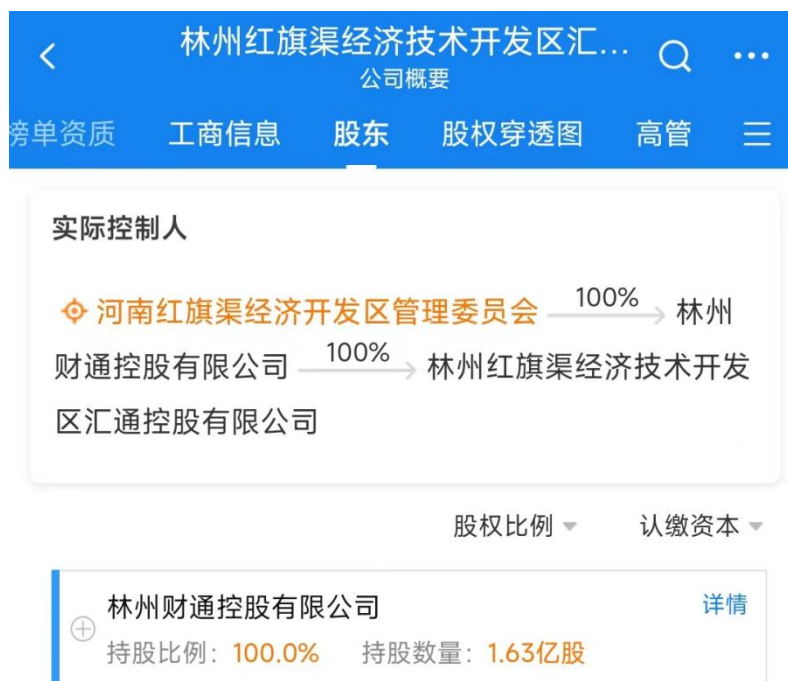 林州红旗渠经济技术开发区汇...
公司概要
榜单资质 工商信息 股东 股权穿透图 高管
实际控制人
河南红旗渠经济开发区管理委员会 100% 林州
财通控股有限公司 100% 林州红旗渠经济技术开发
区汇通控股有限公司
股权比例 认缴资本
林州财通控股有限公司 详情
持股比例：100.0% 持股数量：1.63亿股